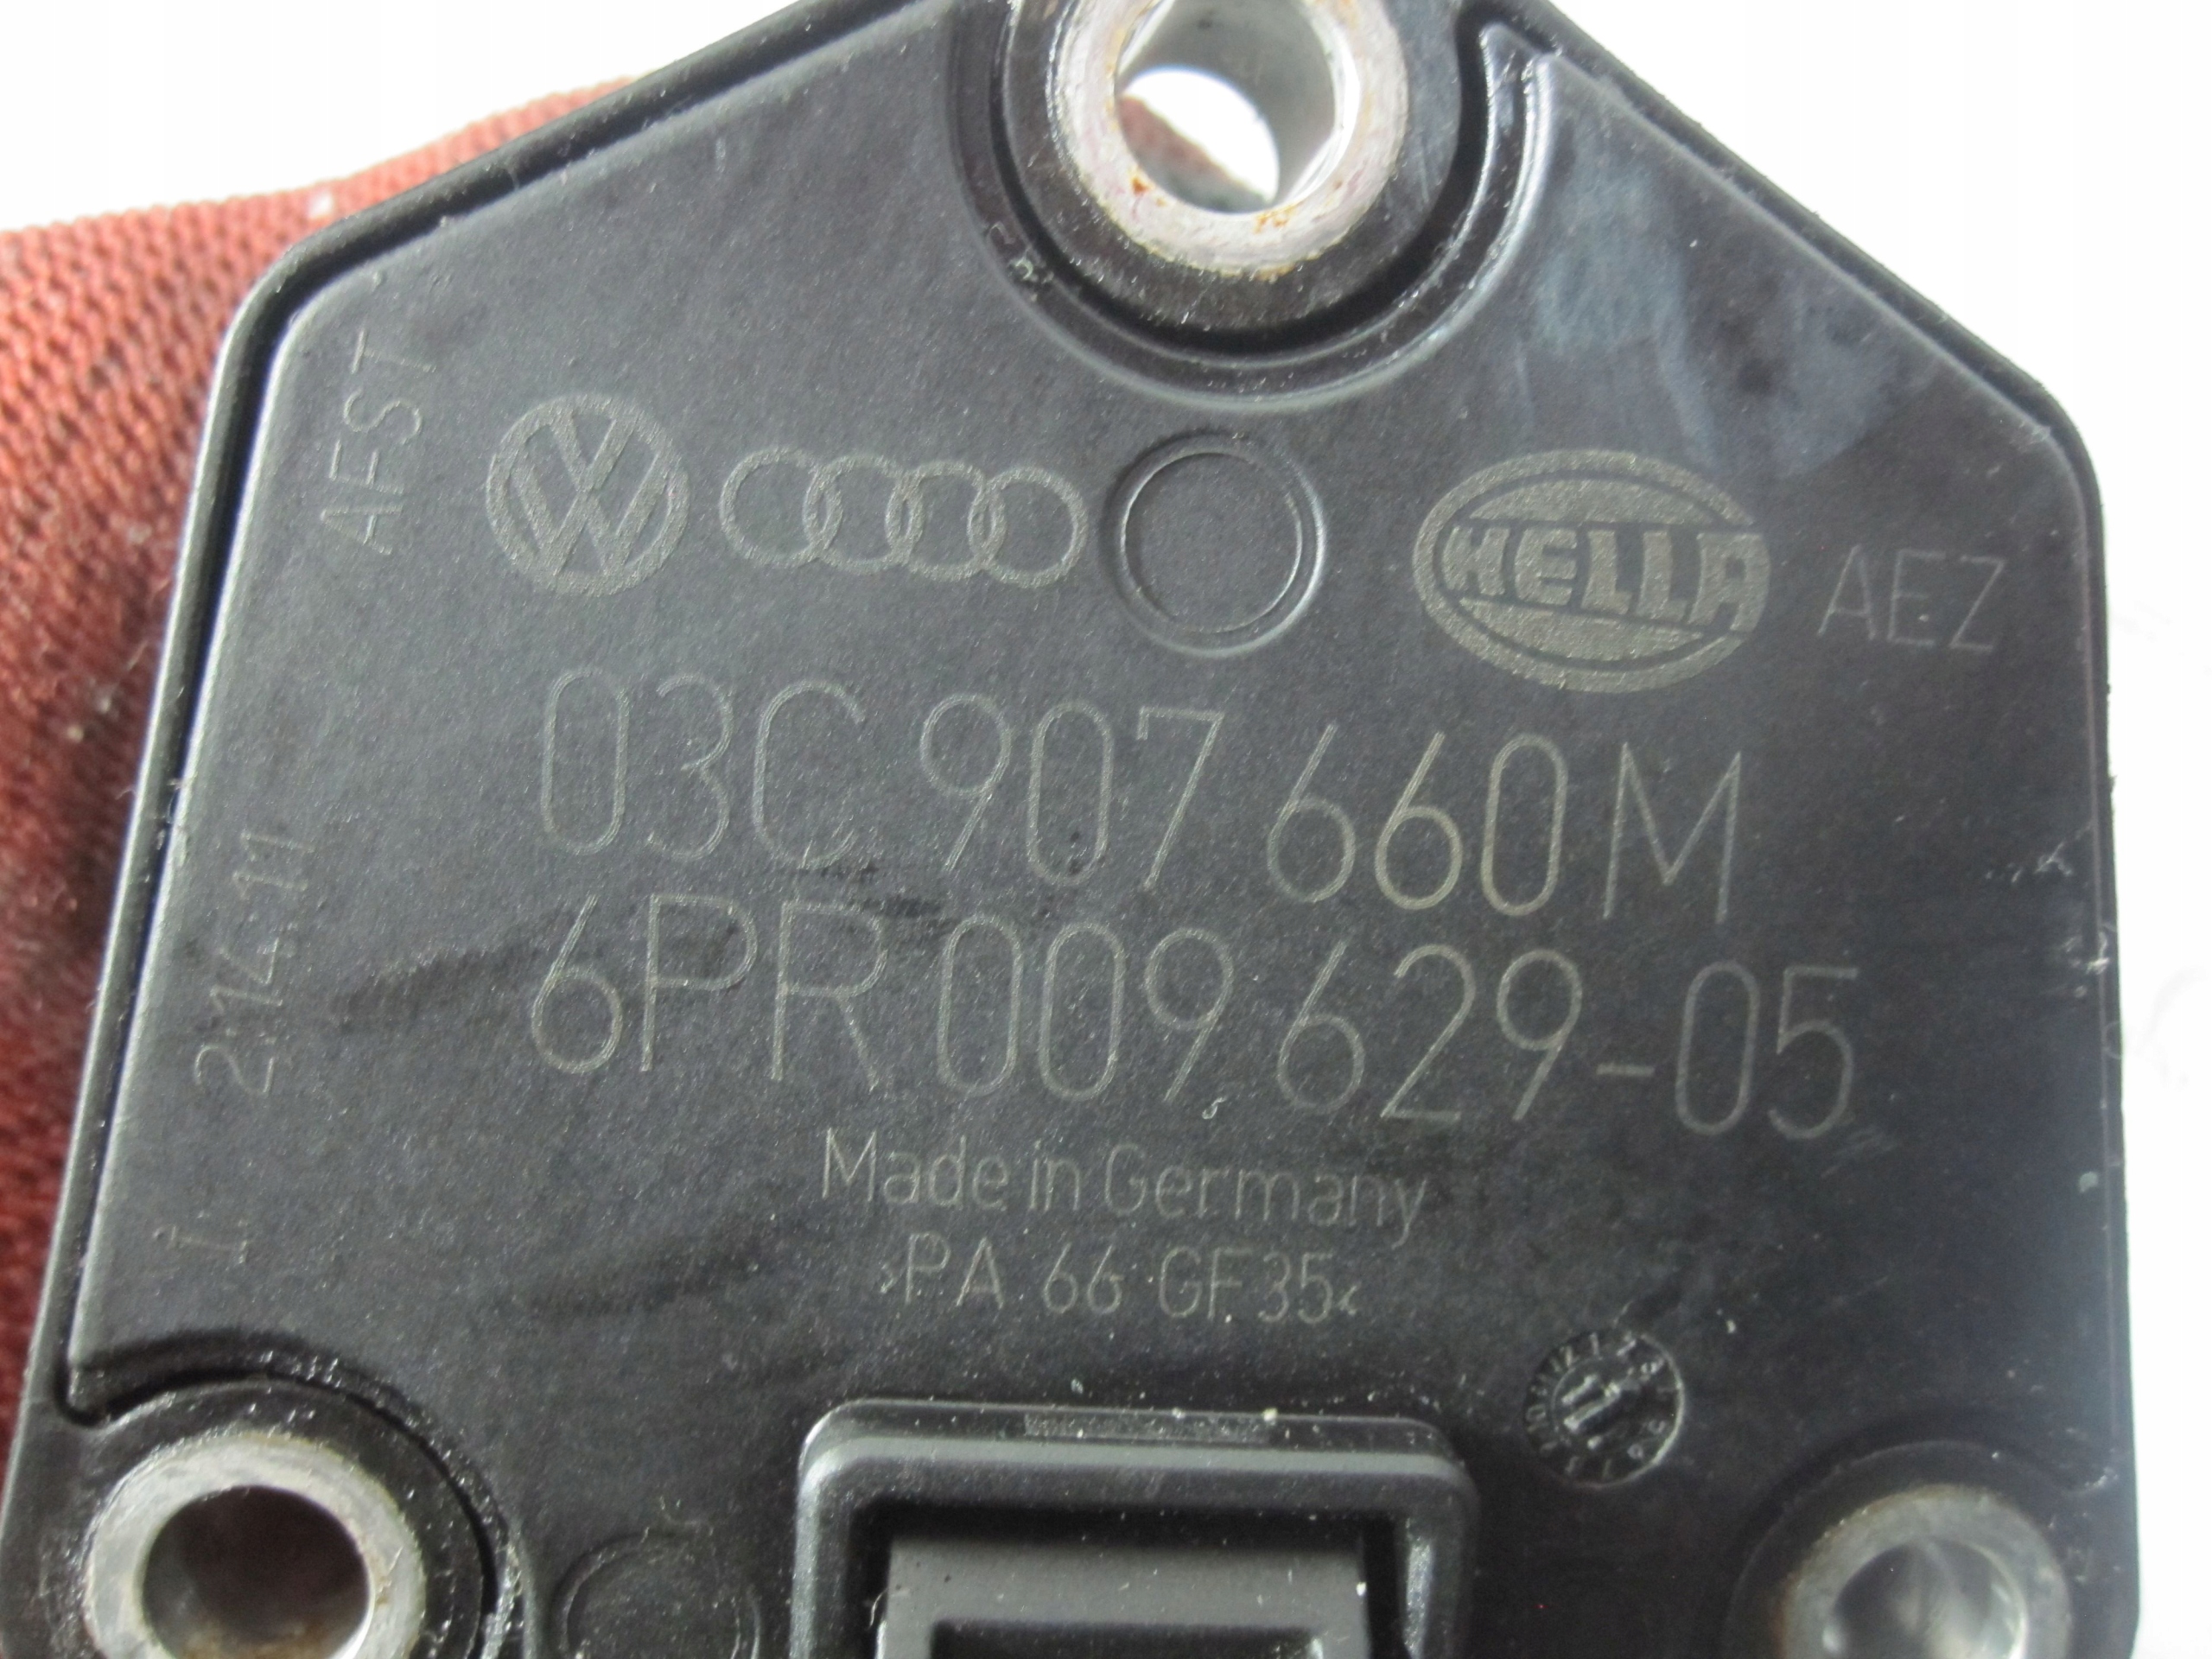 AEST
HELLA
AEZ
03C 907 660 M
6PR 009 629-05
Made in Germany
>PA 66 GF35<